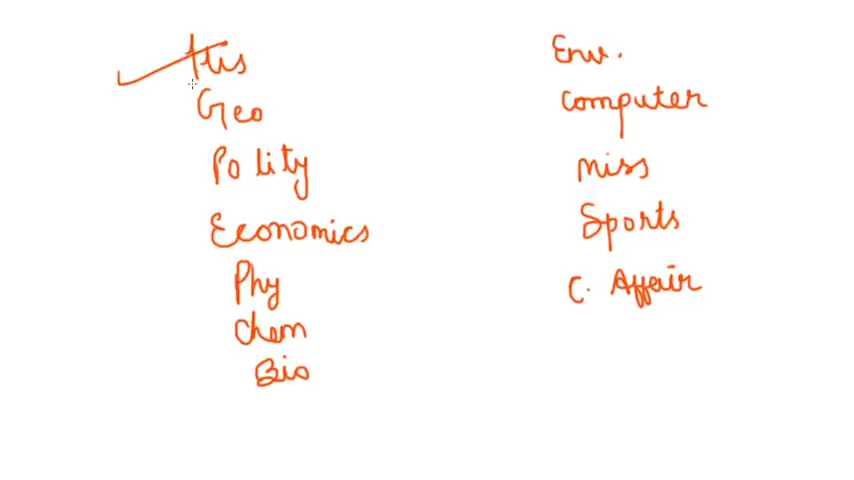 His
Geo
Polity
Economics
Phy
Chem
Bio
Env.
Computer
Miss
Sports
C. Affair